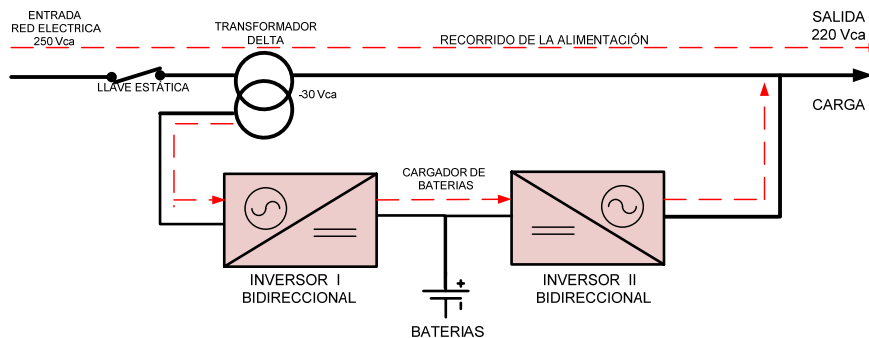 ENTRADA
RED ELECTRICA
250 Vca
TRANSFORMADOR
DELTA
RECORRIDO DE LA ALIMENTACIÓN
SALIDA
220 Vca
LLAVE ESTÁTICA
-30 Vca
CARGA
CARGADOR DE
BATERIAS
INVERSOR I
BIDIRECCIONAL
INVERSOR II
BIDIRECCIONAL
+
BATERIAS